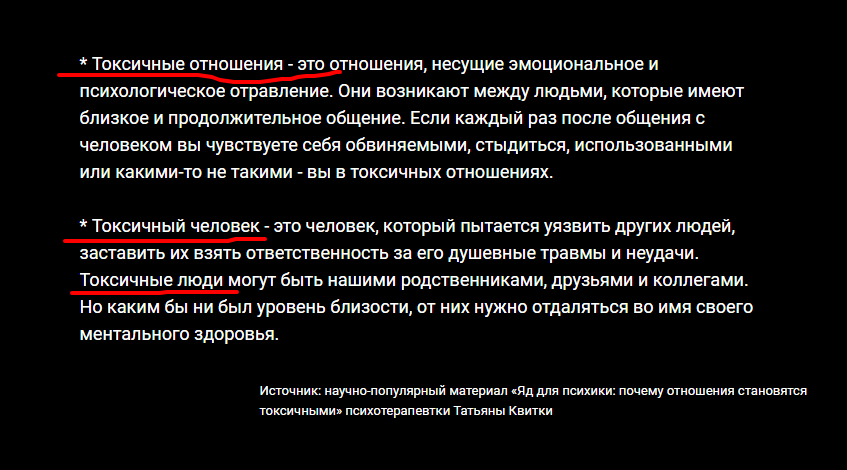 * Токсичные отношения - это отношения, несущие эмоциональное и
психологическое отравление. Они возникают между людьми, которые имеют
близкое и продолжительное общение. Если каждый раз после общения с
человеком вы чувствуете себя обвиняемыми, стыдиться, использованными
или какими-то не такими - вы в токсичных отношениях.
* Токсичный человек - это человек, который пытается уязвить других людей,
заставить их взять ответственность за его душевные травмы и неудачи.
Токсичные люди могут быть нашими родственниками, друзьями и коллегами.
Но каким бы ни был уровень близости, от них нужно отдаляться во имя своего
ментального здоровья.
Источник: научно-популярный материал «Яд для психики: почему отношения становятся
токсичными» психотерапевтки Татьяны Квитки